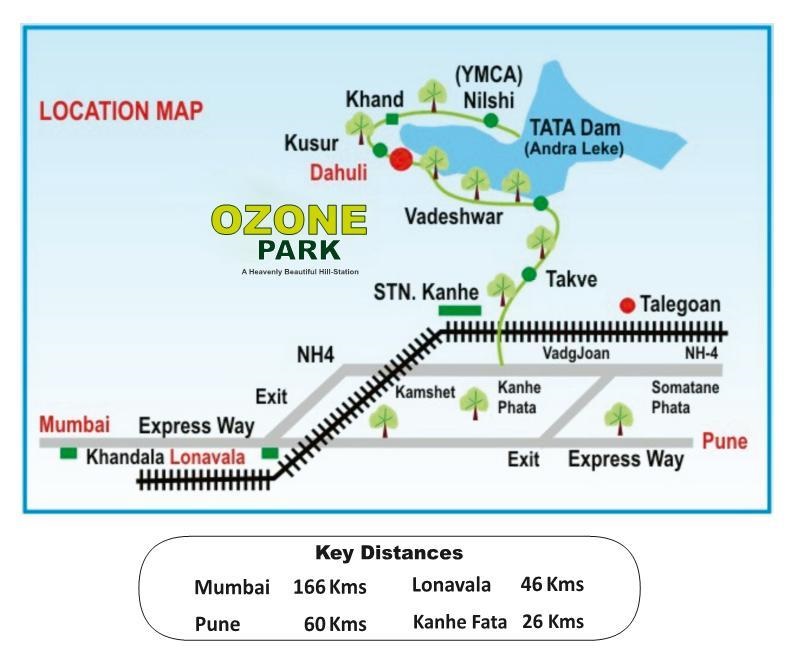 LOCATION MAP
(YMCA)
Nilshi
Khand
TATA Dam
(Andra Leke)
Kusur
Dahuli
Vadeshwar
OZONE
PARK
A Heavenly Beautiful Hill-Station
Takve
STN. Kanhe
Talegoan
NH4
VadgJoan
NH-4
Exit
Kamshet
Kanhe
Phata
Somatane
Phata
Mumbai
Express Way
Pune
Khandala Lonavala
Exit
Express Way
Key Distances
Mumbai 166 Kms
Lonavala 46 Kms
Pune 60 Kms
Kanhe Fata 26 Kms